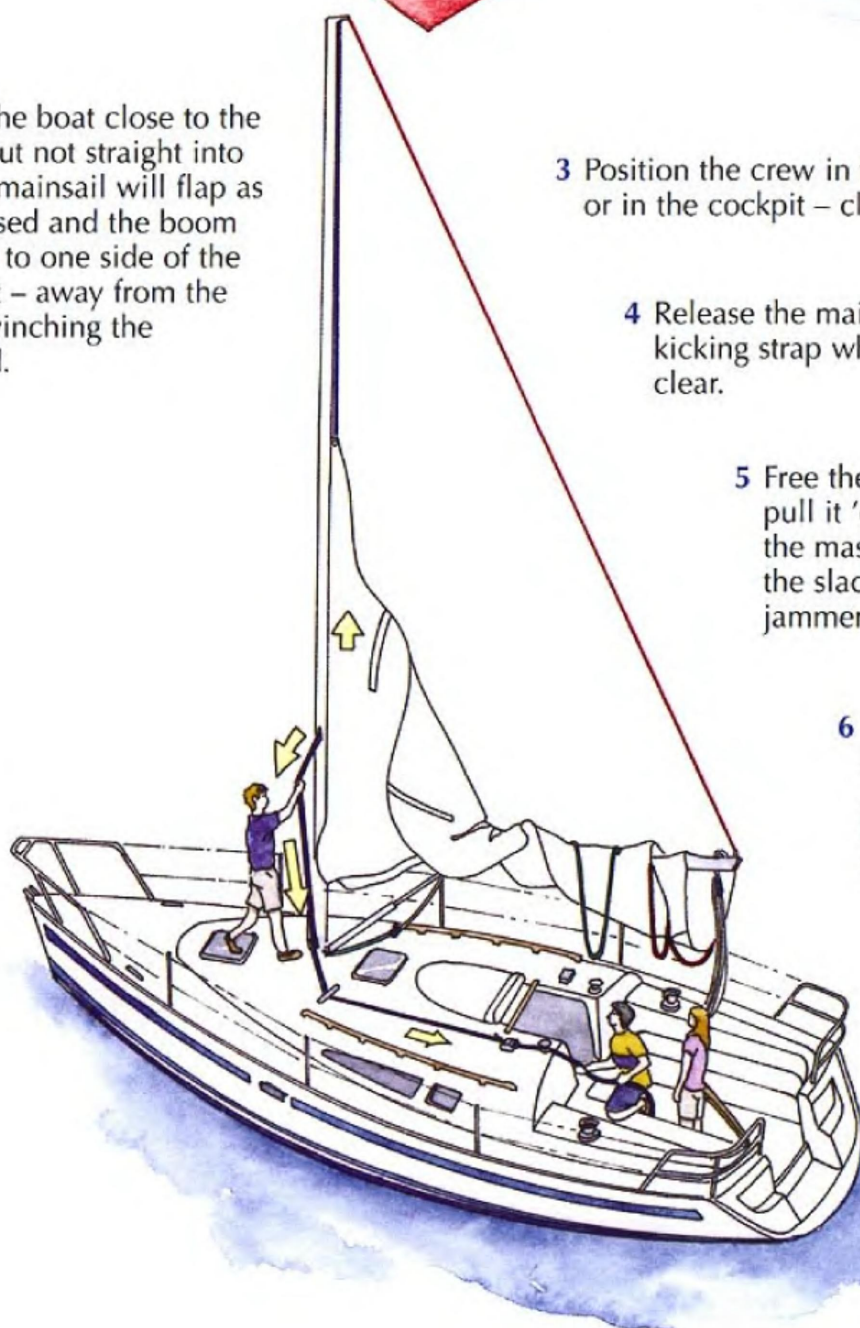 he boat close to the
ut not straight into
mainsail will flap as
sed and the boom
to one side of the
– away from the
inching the
3 Position the crew in
or in the cockpit – cl
4 Release the mai
kicking strap wh
clear.
5 Free the
pull it ‘
the mas
the slac
jammer
6